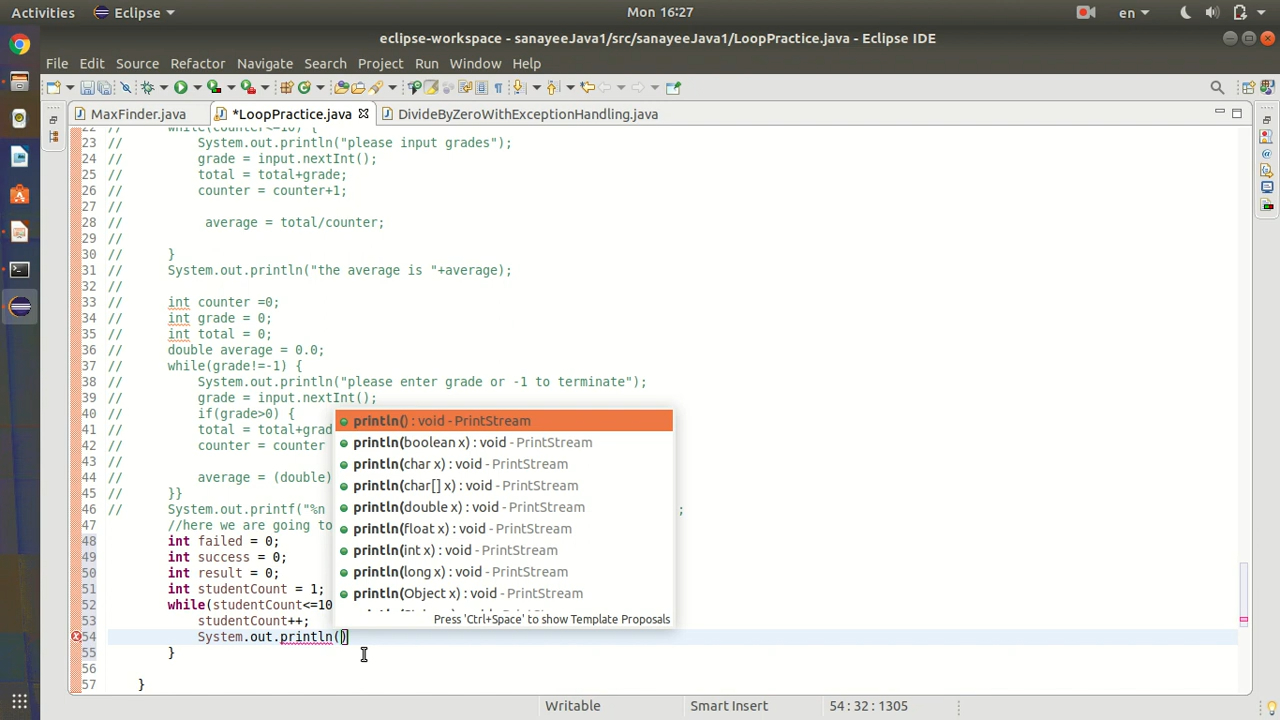 Activities
Eclipse
Mon 16:27
en
eclipse-workspace - sanayeeJava1/src/sanayeeJava1/LoopPractice.java - Eclipse IDE
File Edit Source Refactor Navigate Search Project Run Window Help
MaxFinder.java
*LoopPractice.java
DivideByZeroWithExceptionHandling.java
22 // while(counter<=10) {
23 // System.out.println("please input grades");
24 // grade = input.nextInt();
25 // total = total+grade;
26 // counter = counter+1;
27 //
28 // average = total/counter;
29 //
30 // }
31 // System.out.println("the average is "+average);
32 //
33 // int counter =0;
34 // int grade = 0;
35 // int total = 0;
36 // double average = 0.0;
37 // while(grade!=-1) {
38 // System.out.println("please enter grade or -1 to terminate");
39 // grade = input.nextInt();
40 // if(grade>0) {
41 // total = total+grad
42 // counter = counter
43 //
44 // average = (double)
45 // }}
46 // System.out.printf("%n ;
47 //here we are going to
48 int failed = 0;
49 int success = 0;
50 int result = 0;
51 int studentCount = 1;
52 while(studentCount<=10
53 studentCount++;
54 System.out.println()
55 }
56
57 }
println() : void - PrintStream
println(boolean x) : void - PrintStream
println(char x) : void - PrintStream
println(char[] x) : void - PrintStream
println(double x) : void - PrintStream
println(float x) : void - PrintStream
println(int x) : void - PrintStream
println(long x) : void - PrintStream
println(Object x) : void - PrintStream
Press 'Ctrl+Space' to show Template Proposals
Writable
Smart Insert
54 : 32 : 1305